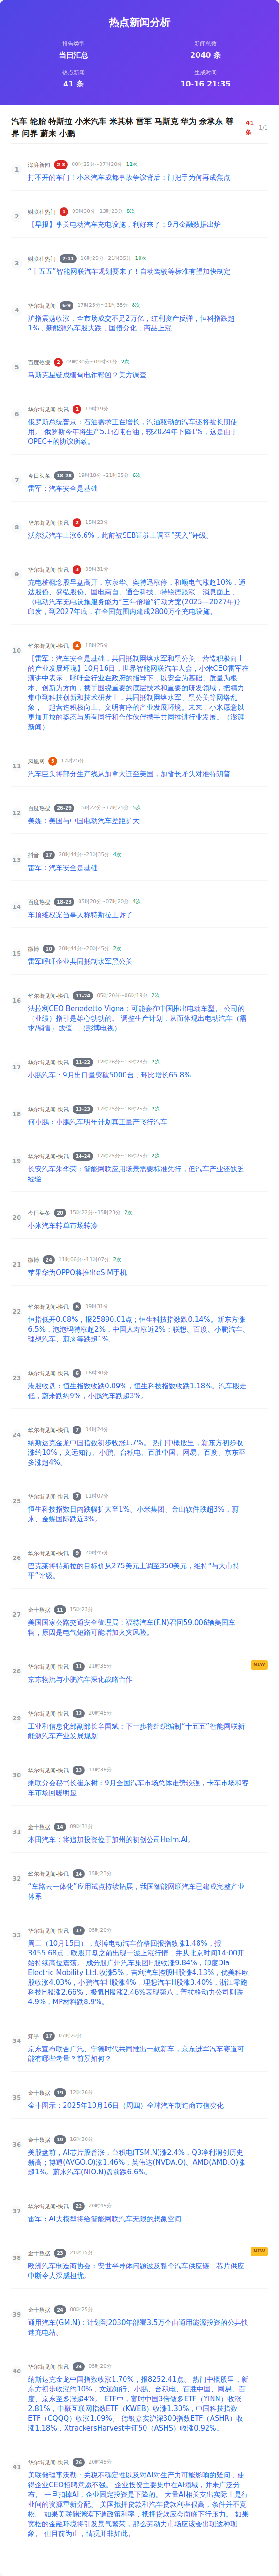 热点新闻分析
报告类型
新闻总数
当日汇总
2040 条
热点新闻
生成时间
41 条
10-16 21:35
汽车 轮胎 特斯拉 小米汽车 米其林 雷军 马斯克 华为 余承东 尊
界 问界 蔚来 小鹏
41
条
1/1
1
澎湃新闻 2-3 00时25分~07时20分 11次
打不开的车门！小米汽车成都事故争议背后：门把手为何再成焦点
2
财联社热门 1 09时30分~13时23分 8次
【早报】事关电动汽车充电设施，利好来了；9月金融数据出炉
3
财联社热门 7-11 16时29分~21时35分 10次
“十五五”智能网联汽车规划要来了！自动驾驶等标准有望加快制定
4
华尔街见闻 6-9 17时25分~21时35分 8次
沪指震荡收涨，全市场成交不足2万亿，红利资产反弹，恒科指跌超
1%，新能源汽车股大跌，国债分化，商品上涨
5
百度热搜 2 09时30分~09时31分 2次
马斯克星链成缅甸电诈帮凶？美方调查
6
华尔街见闻-快讯 1 19时19分
俄罗斯总统普京：石油需求正在增长，汽油驱动的汽车还将被长期使
用。 俄罗斯今年将生产5.1亿吨石油，较2024年下降1%，这是由于
OPEC+的协议所致。
7
今日头条 18-28 19时18分~21时35分 6次
雷军：汽车安全是基础
8
华尔街见闻-快讯 2 15时23分
沃尔沃汽车上涨6.6%，此前被SEB证券上调至“买入”评级。
9
华尔街见闻-快讯 3 09时31分
充电桩概念股早盘高开，京泉华、奥特迅涨停，和顺电气涨超10%，通
达股份、盛弘股份、国电南自、通合科技、特锐德跟涨，消息面上，
《电动汽车充电设施服务能力“三年倍增”行动方案(2025—2027年)》
印发，到2027年底，在全国范围内建成2800万个充电设施。
10
华尔街见闻-快讯 4 18时25分
【雷军：汽车安全是基础，共同抵制网络水军和黑公关，营造积极向上
的产业发展环境】10月16日，世界智能网联汽车大会，小米CEO雷军在
演讲中表示，呼吁全行业在政府的指导下，以安全为基础、质量为根
本、创新为方向，携手围绕重要的底层技术和重要的研发领域，把精力
集中到科技创新和技术研发上，共同抵制网络水军、黑公关等网络乱
象，一起营造积极向上、文明有序的产业发展环境。未来，小米愿意以
更加开放的姿态与所有同行和合作伙伴携手共同推进行业发展。（澎湃
新闻）
11
凤凰网 5 12时25分
汽车巨头将部分生产线从加拿大迁至美国，加省长矛头对准特朗普
12
百度热搜 26-29 15时22分~17时25分 5次
美媒：美国与中国电动汽车差距扩大
13
抖音 17 20时44分~21时35分 4次
雷军：汽车安全是基础
14
百度热搜 18-23 05时20分~07时20分 4次
车顶维权案当事人称特斯拉上诉了
15
微博 10 20时44分~20时45分 2次
雷军呼吁企业共同抵制水军黑公关
16
华尔街见闻-快讯 11-24 05时20分~06时19分 2次
法拉利CEO Benedetto Vigna：可能会在中国推出电动车型。 公司的
（业绩）指引是雄心勃勃的。 调整生产计划，从而体现出电动汽车（需
求/销售）放缓。（彭博电视）
17
华尔街见闻-快讯 11-22 12时26分~13时23分 2次
小鹏汽车：9月出口量突破5000台，环比增长65.8%
18
华尔街见闻-快讯 13-23 17时25分~18时25分 2次
何小鹏：小鹏汽车明年计划真正量产飞行汽车
19
华尔街见闻-快讯 14-24 17时25分~18时25分 2次
长安汽车朱华荣：智能网联应用场景需要标准先行，但汽车产业还缺乏
经验
20
今日头条 20 15时22分~15时23分 2次
小米汽车转单市场转冷
21
微博 24 11时06分~11时07分 2次
苹果华为OPPO将推出eSIM手机
22
华尔街见闻-快讯 6 09时31分
恒指低开0.08%，报25890.01点；恒生科技指数跌0.14%。新东方涨
6.5%，泡泡玛特涨超2%，中国人寿涨近2%；联想、百度、小鹏汽车、
理想汽车、蔚来等跌超1%。
23
华尔街见闻-快讯 6 16时30分
港股收盘：恒生指数收跌0.09%，恒生科技指数收跌1.18%。汽车股走
低，蔚来跌约9%，小鹏汽车跌超3%。
24
华尔街见闻-快讯 7 04时24分
纳斯达克金龙中国指数初步收涨1.7%。 热门中概股里，新东方初步收
涨约10%，文远知行、小鹏、台积电、百胜中国、网易、百度、京东至
多涨超4%。
25
华尔街见闻-快讯 7 11时07分
恒生科技指数日内跌幅扩大至1%。小米集团、金山软件跌超3%，蔚
来、金蝶国际跌近3%。
26
华尔街见闻-快讯 9 20时45分
巴克莱将特斯拉的目标价从275美元上调至350美元，维持“与大市持
平”评级。
27
金十数据 11 15时23分
美国国家公路交通安全管理局：福特汽车(F.N)召回59,006辆美国车
辆，原因是电气短路可能增加火灾风险。
28
华尔街见闻-快讯 11 21时35分
NEW
京东物流与小鹏汽车深化战略合作
29
华尔街见闻-快讯 12 20时45分
工业和信息化部副部长辛国斌：下一步将组织编制“十五五”智能网联新
能源汽车产业发展规划
30
华尔街见闻-快讯 13 14时38分
乘联分会秘书长崔东树：9月全国汽车市场总体走势较强，卡车市场和客
车市场回暖明显
31
金十数据 14 09时31分
本田汽车：将追加投资位于加州的初创公司Helm.AI。
32
华尔街见闻-快讯 14 15时23分
“车路云一体化”应用试点持续拓展，我国智能网联汽车已建成完整产业
体系
33
华尔街见闻-快讯 17 05时20分
周三（10月15日），彭博电动汽车价格回报指数涨1.48%，报
3455.68点，欧股开盘之前出现一波上涨行情，并从北京时间14:00开
始持续高位震荡。 成分股广州汽车集团H股收涨9.84%，印度Dla
Electric Mobility Ltd.收涨5%，吉利汽车控股H股涨4.13%，优美科欧
股收涨4.03%，小鹏汽车H股涨4%，理想汽车H股涨3.40%，浙江零跑
科技H股涨2.66%，极氪H股涨2.46%表现第八，普拉格动力公司则跌
4.9%，MP材料跌8.9%。
34
知乎 17 07时20分
京东宣布联合广汽、宁德时代共同推出一款新车，京东进军汽车赛道可
能有哪些考量？前景如何？
35
金十数据 19 12时26分
金十图示：2025年10月16日（周四）全球汽车制造商市值变化
36
金十数据 19 16时30分
美股盘前，AI芯片股普涨，台积电(TSM.N)涨2.4%，Q3净利润创历史
新高；博通(AVGO.O)涨1.46%，英伟达(NVDA.O)、AMD(AMD.O)涨
超1%。蔚来汽车(NIO.N)盘前跌6.6%。
37
华尔街见闻-快讯 22 20时45分
雷军：AI大模型将给智能网联汽车无限的想象空间
38
金十数据 23 21时35分
NEW
欧洲汽车制造商协会：安世半导体问题波及整个汽车供应链，芯片供应
中断令人深感担忧。
39
金十数据 24 00时25分
通用汽车(GM.N)：计划到2030年部署3.5万个由通用能源投资的公共快
速充电站。
40
华尔街见闻-快讯 24 05时20分
纳斯达克金龙中国指数收涨1.70%，报8252.41点。 热门中概股里，新
东方初步收涨约10%，文远知行、小鹏、台积电、百胜中国、网易、百
度、京东至多涨超4%。 ETF中，富时中国3倍做多ETF（YINN）收涨
2.81%，中概互联网指数ETF（KWEB）收涨1.30%，中国科技指数
ETF（CQQQ）收涨1.09%。 德银嘉实沪深300指数ETF（ASHR）收
涨1.18%，XtrackersHarvest中证50（ASHS）收涨0.92%。
41
华尔街见闻-快讯 26 20时45分
美联储理事沃勒：关税不确定性以及对AI对生产力可能影响的疑问，使
得企业CEO招聘意愿不强。 企业投资主要集中在AI领域，并未广泛分
布。一旦扣掉AI，企业固定投资是下降的。 大量AI相关支出实际上是行
业间的资源重新分配。 美国抵押贷款和汽车贷款利率很高，条件并不宽
松。 如果美联储继续下调政策利率，抵押贷款应会面临下行压力。 如果
宽松的金融环境将引发景气繁荣，那么劳动力市场应该会出现这种现
象。 但目前为止，情况并非如此。